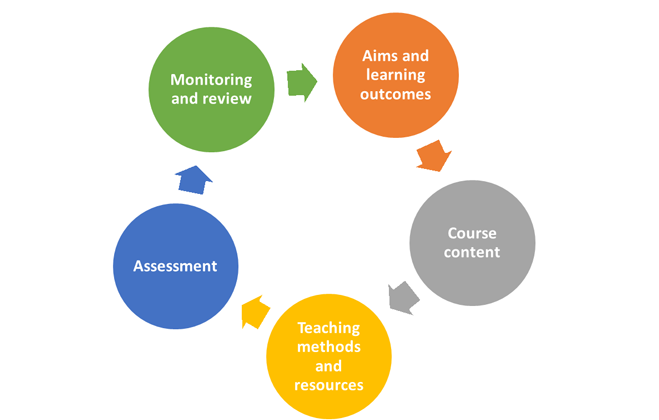 Monitoring
and review
Aims and
learning
outcomes
Course
content
Teaching
methods
and
resources
Assessment